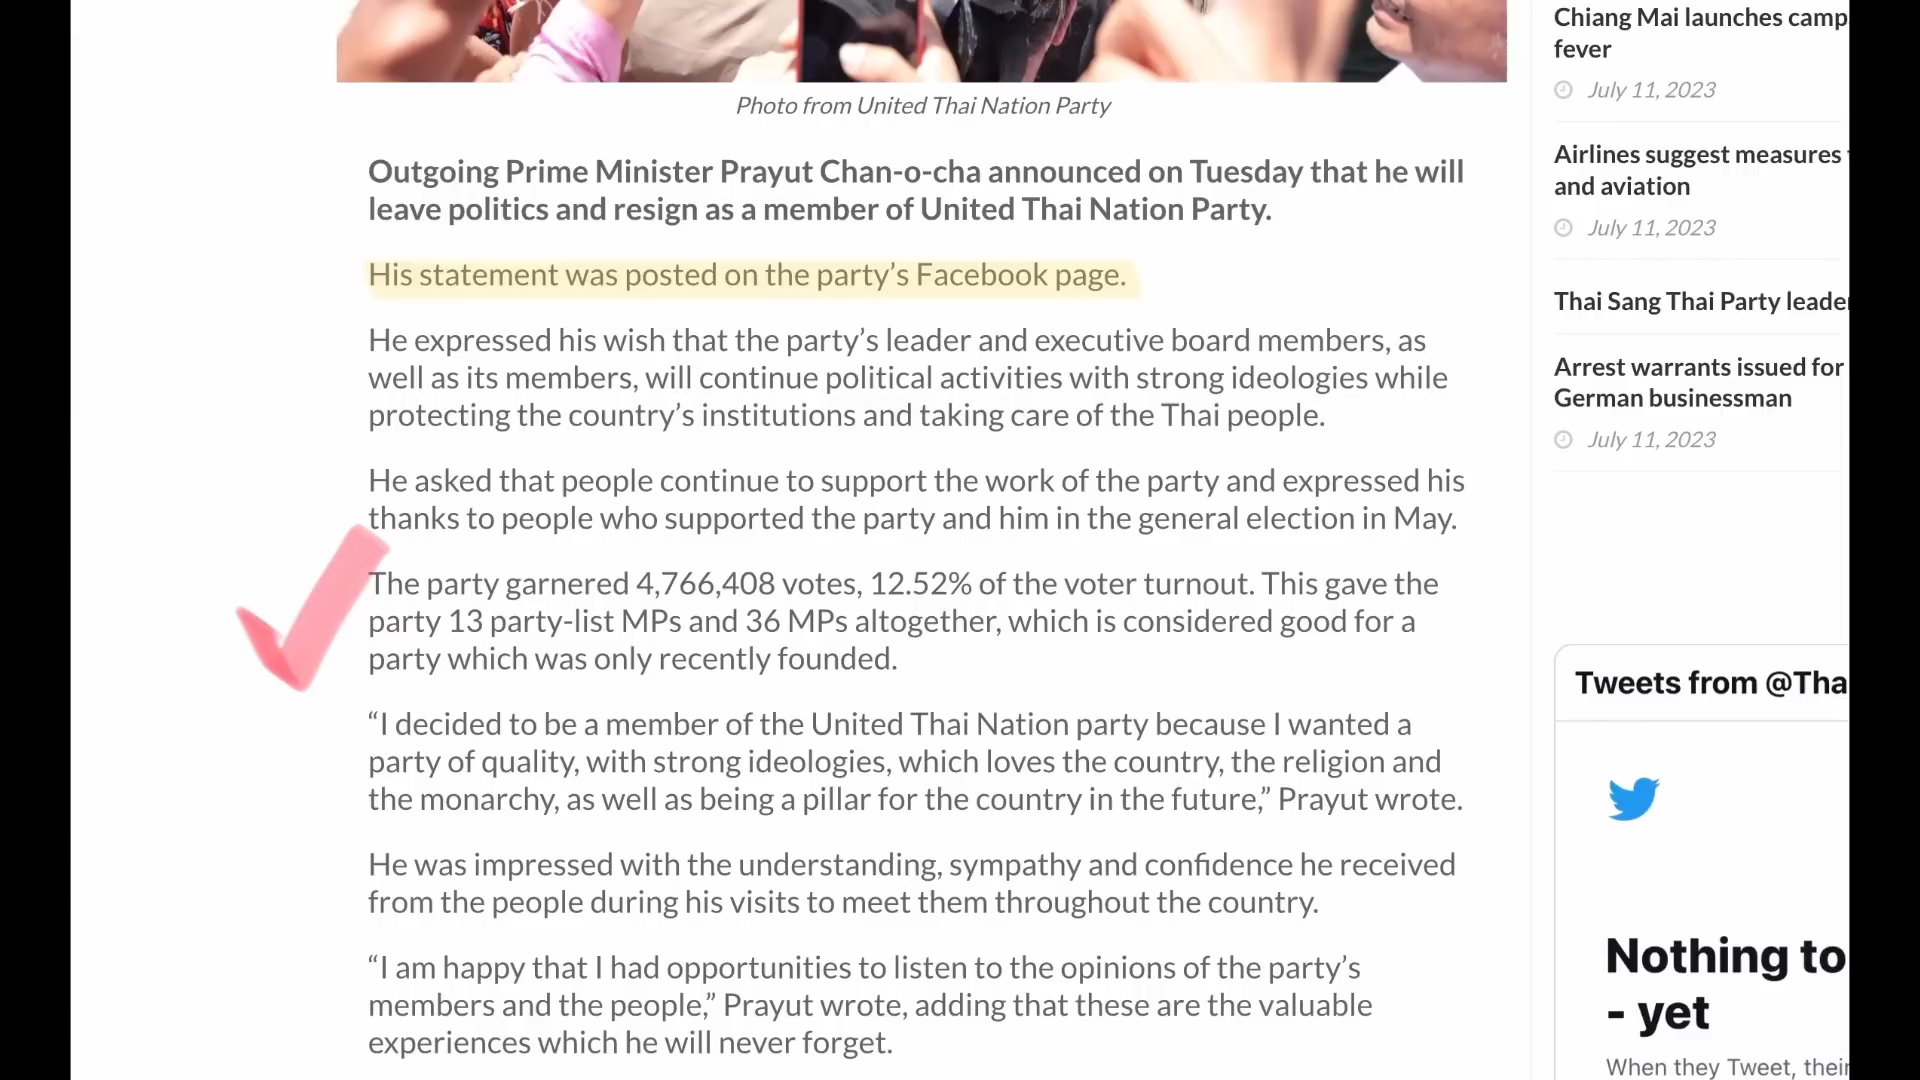 Photo from United Thai Nation Party
Outgoing Prime Minister Prayut Chan-o-cha announced on Tuesday that he will
leave politics and resign as a member of United Thai Nation Party.
His statement was posted on the party’s Facebook page.
He expressed his wish that the party’s leader and executive board members, as
well as its members, will continue political activities with strong ideologies while
protecting the country’s institutions and taking care of the Thai people.
He asked that people continue to support the work of the party and expressed his
thanks to people who supported the party and him in the general election in May.
The party garnered 4,766,408 votes, 12.52% of the voter turnout. This gave the
party 13 party-list MPs and 36 MPs altogether, which is considered good for a
party which was only recently founded.
“I decided to be a member of the United Thai Nation party because I wanted a
party of quality, with strong ideologies, which loves the country, the religion and
the monarchy, as well as being a pillar for the country in the future,” Prayut wrote.
He was impressed with the understanding, sympathy and confidence he received
from the people during his visits to meet them throughout the country.
“I am happy that I had opportunities to listen to the opinions of the party’s
members and the people,” Prayut wrote, adding that these are the valuable
experiences which he will never forget.
Chiang Mai launches camp
fever
July 11, 2023
Airlines suggest measures
and aviation
July 11, 2023
Thai Sang Thai Party leade
Arrest warrants issued for
German businessman
July 11, 2023
Tweets from @Tha
Nothing to
- yet
When they Tweet, their